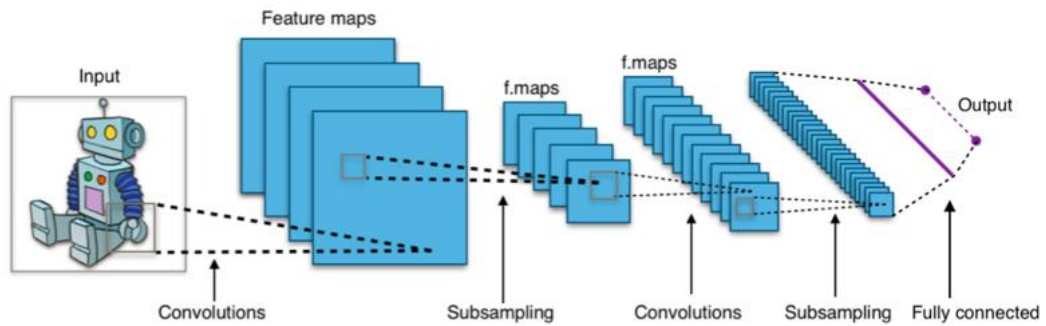 Feature maps
Input
f.maps
f.maps
Output
Convolutions
Subsampling
Convolutions
Subsampling
Fully connected